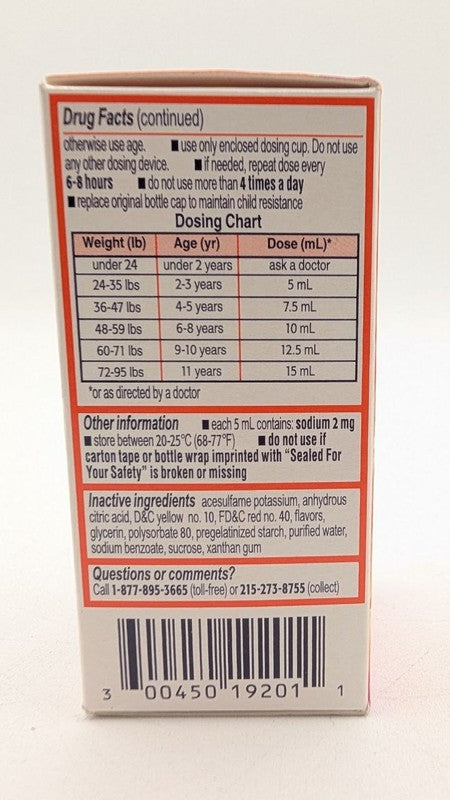 Drug Facts (continued)
otherwise use age. ■ use only enclosed dosing cup. Do not use
any other dosing device. ■ if needed, repeat dose every
6-8 hours ■ do not use more than 4 times a day
■ replace original bottle cap to maintain child resistance
Dosing Chart
Weight (lb) Age (yr) Dose (mL)*
under 24 under 2 years ask a doctor
24-35 lbs 2-3 years 5 mL
36-47 lbs 4-5 years 7.5 mL
48-59 lbs 6-8 years 10 mL
60-71 lbs 9-10 years 12.5 mL
72-95 lbs 11 years 15 mL
*or as directed by a doctor
Other information ■ each 5 mL contains: sodium 2 mg
■ store between 20-25°C (68-77°F) ■ do not use if
carton tape or bottle wrap imprinted with “Sealed For
Your Safety” is broken or missing
Inactive ingredients acesulfame potassium, anhydrous
citric acid, D&C yellow no. 10, FD&C red no. 40, flavors,
glycerin, polysorbate 80, pregelatinized starch, purified water,
sodium benzoate, sucrose, xanthan gum
Questions or comments?
Call 1-877-895-3665 (toll-free) or 215-273-8755 (collect)
3 00450 19201 1